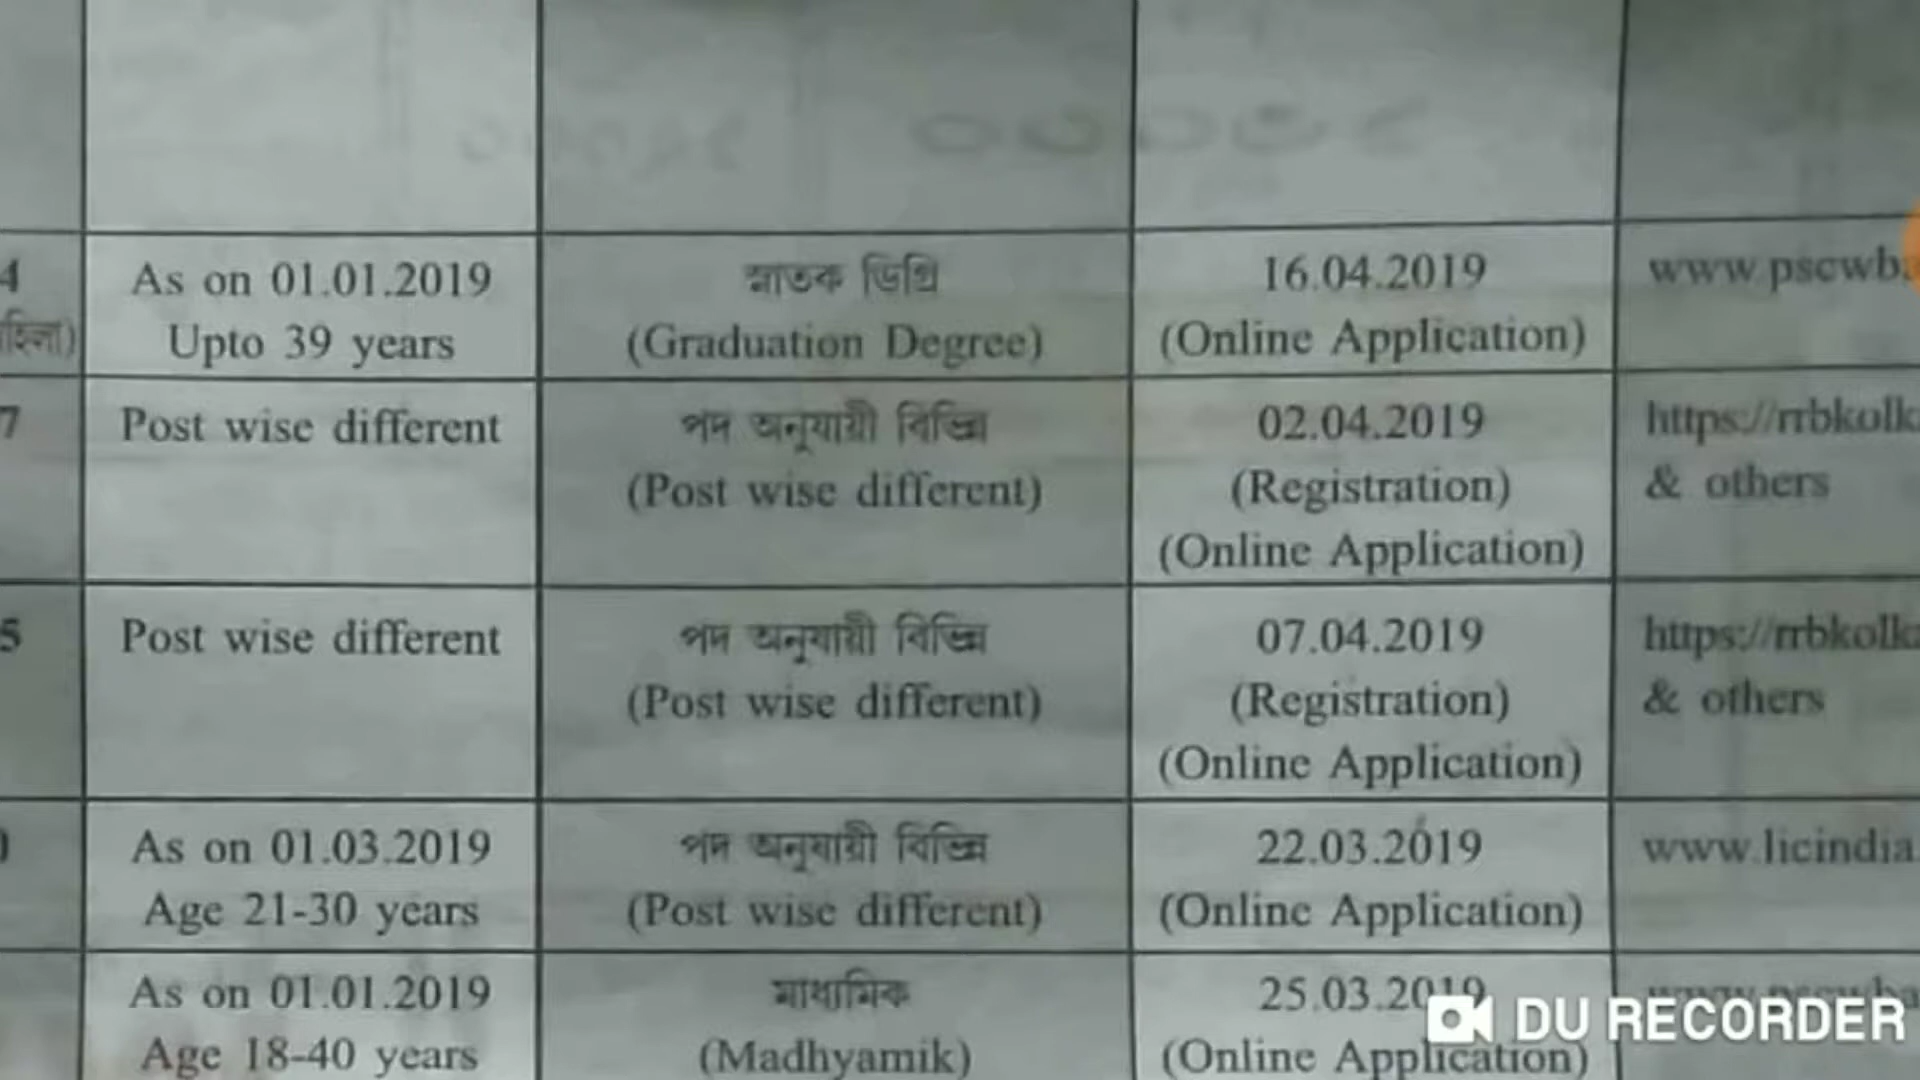 4
As on 01.01.2019
Upto 39 years
স্নাতক ডিগ্রি
(Graduation Degree)
16.04.2019
(Online Application)
www.pscwb
7
Post wise different
পদ অনুযায়ী বিভিন্ন
(Post wise different)
02.04.2019
(Registration)
(Online Application)
https://rrbkolk
& others
5
Post wise different
পদ অনুযায়ী বিভিন্ন
(Post wise different)
07.04.2019
(Registration)
(Online Application)
https://rrbkolk
& others
As on 01.03.2019
Age 21-30 years
পদ অনুযায়ী বিভিন্ন
(Post wise different)
22.03.2019
(Online Application)
www.licindia.
As on 01.01.2019
Age 18-40 years
মাধ্যমিক
(Madhyamik)
25.03.2019
(Online Application)
DU RECORDER